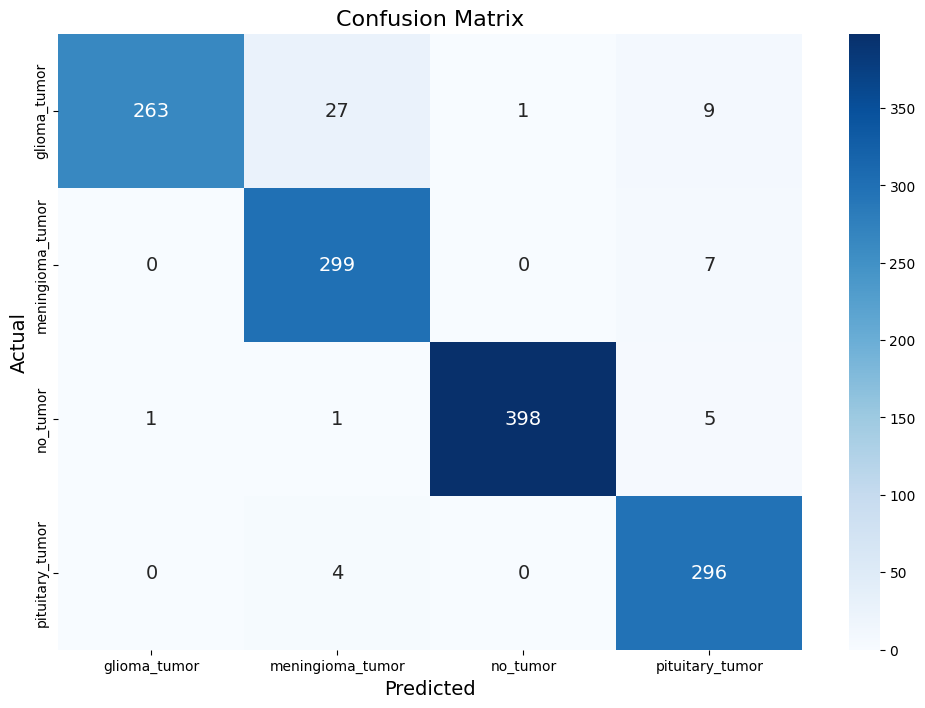 Confusion Matrix
glioma_tumor
263 27 1 9
meningioma_tumor
0 299 0 7
no_tumor
1 1 398 5
pituitary_tumor
0 4 0 296
Actual
glioma_tumor meningioma_tumor no_tumor pituitary_tumor
Predicted
350
300
250
200
150
100
50
0